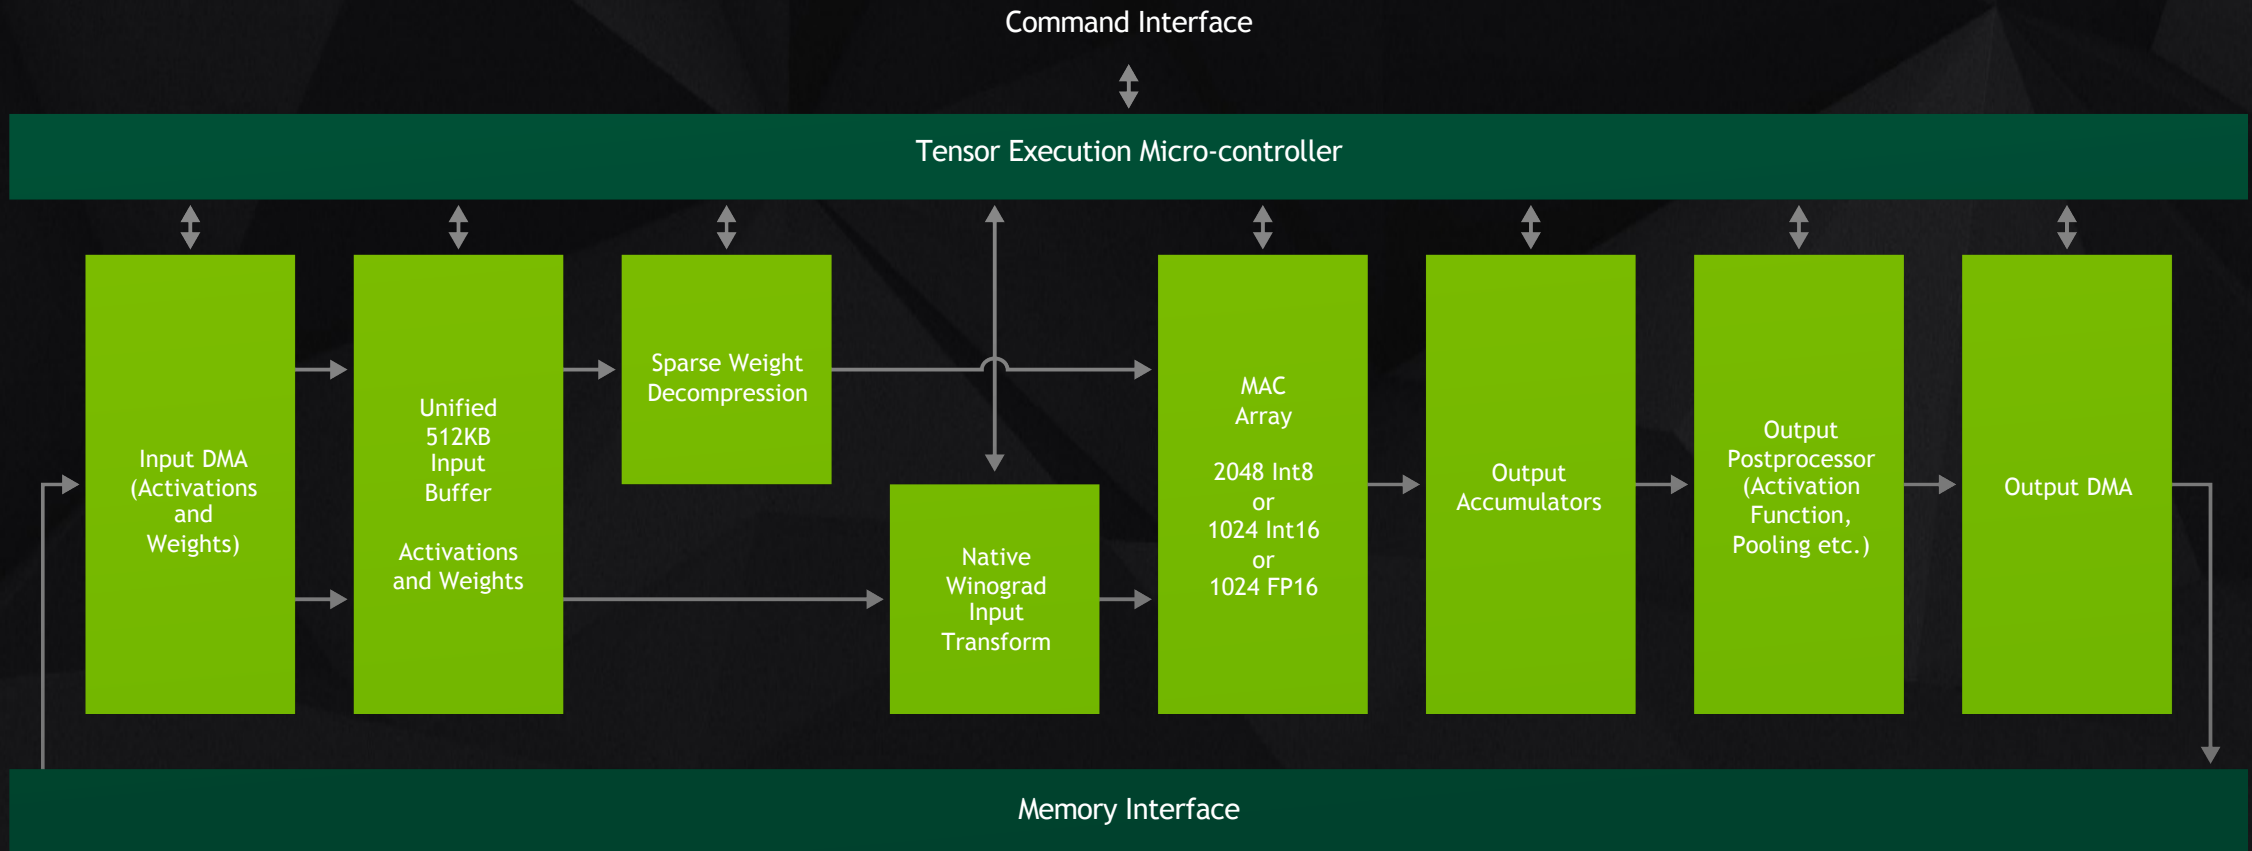 Command Interface
Tensor Execution Micro-controller
Input DMA
(Activations
and
Weights)
Unified
512KB
Input
Buffer
Activations
and Weights
Sparse Weight
Decompression
Native
Winograd
Input
Transform
MAC
Array
2048 Int8
or
1024 Int16
or
1024 FP16
Output
Accumulators
Output
Postprocessor
(Activation
Function,
Pooling etc.)
Output DMA
Memory Interface